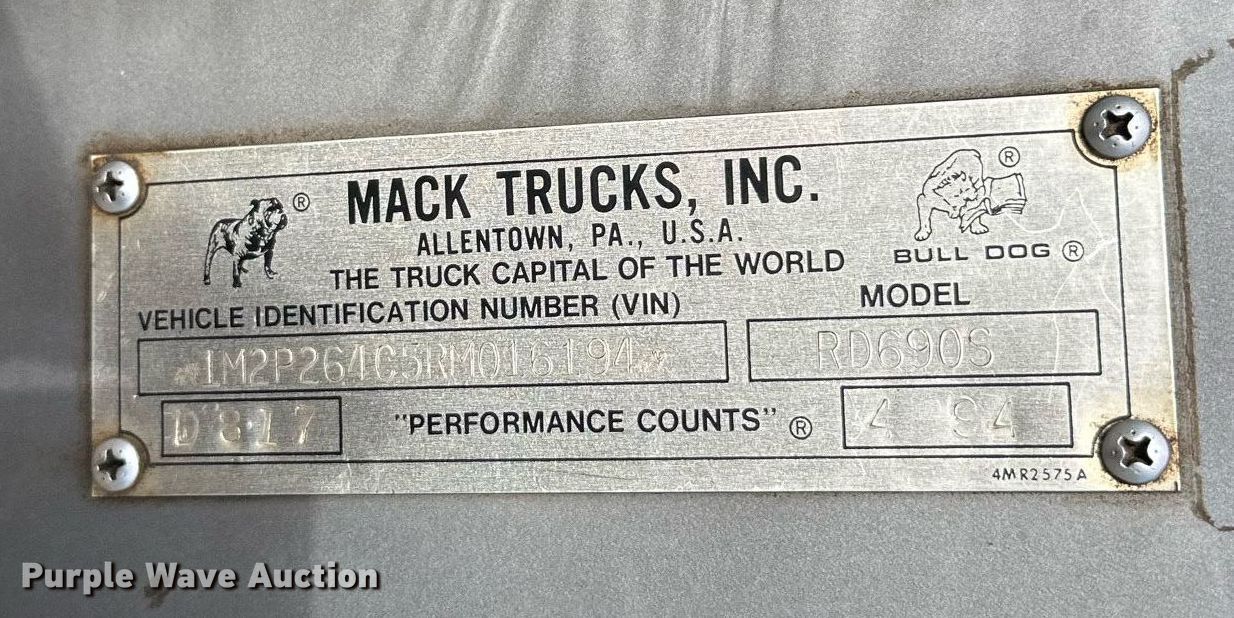 MACK TRUCKS, INC.
ALLENTOWN, PA., U.S.A.
THE TRUCK CAPITAL OF THE WORLD
BULL DOG ®
VEHICLE IDENTIFICATION NUMBER (VIN)
MODEL
*1M2P264C5RM016194*
RD690S
D 817
"PERFORMANCE COUNTS" ®
4 94
4MR2575A
Purple Wave Auction